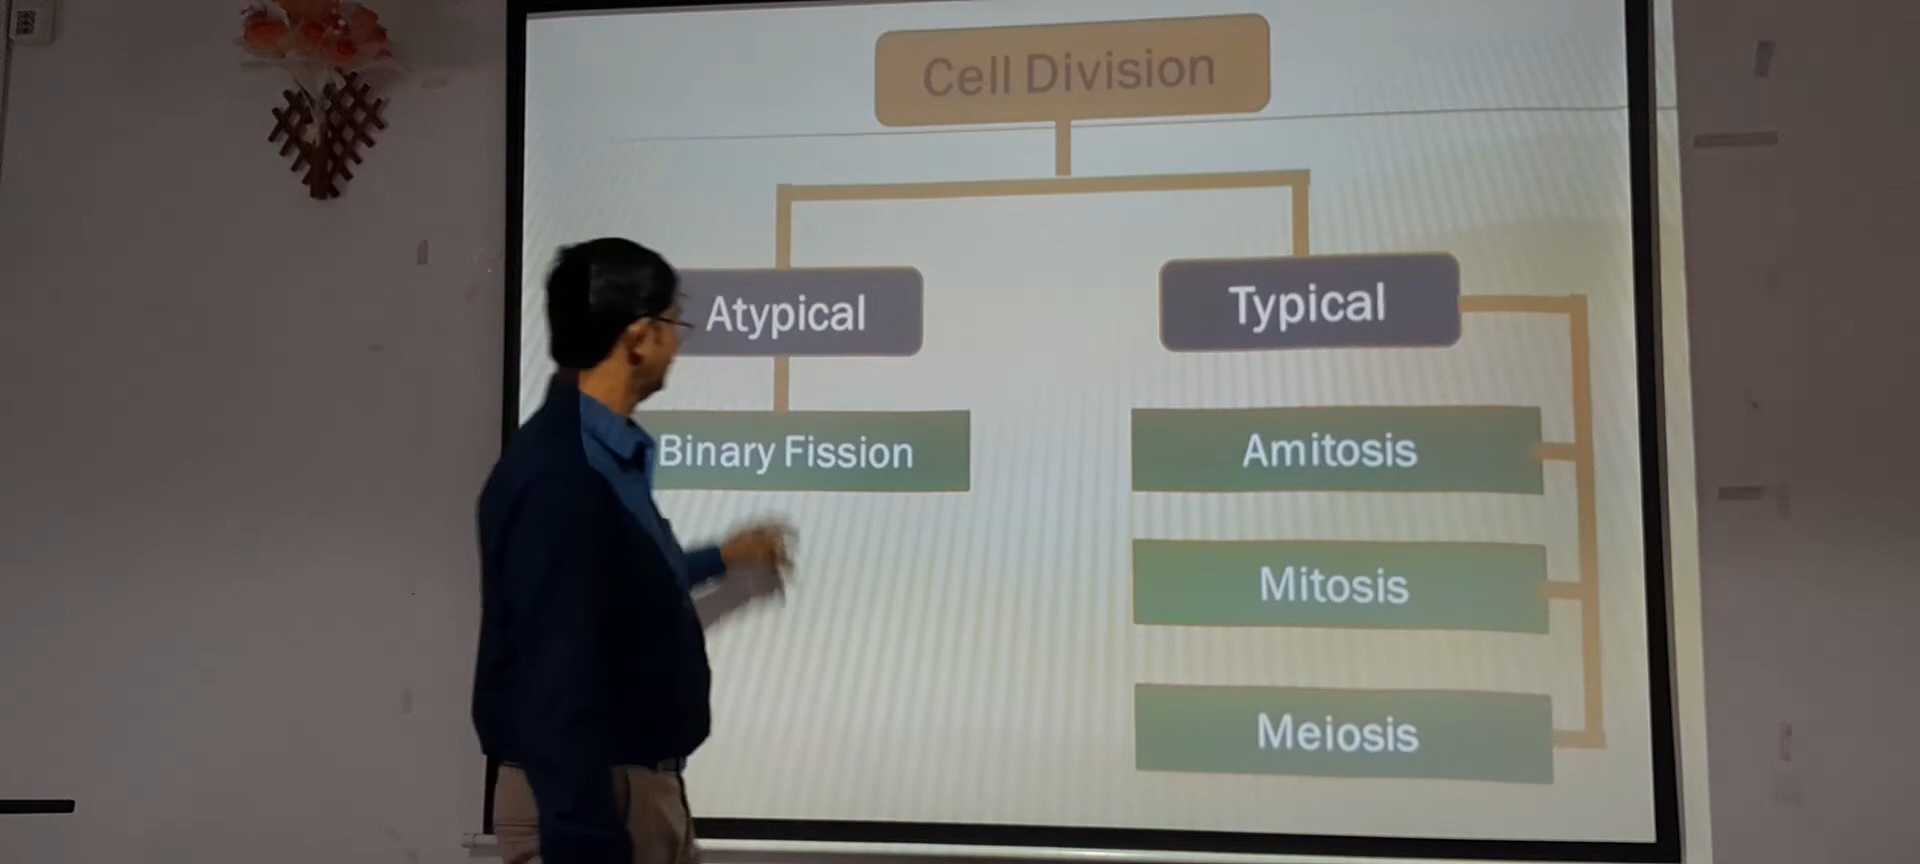 Cell Division
Atypical
Typical
Binary Fission
Amitosis
Mitosis
Meiosis